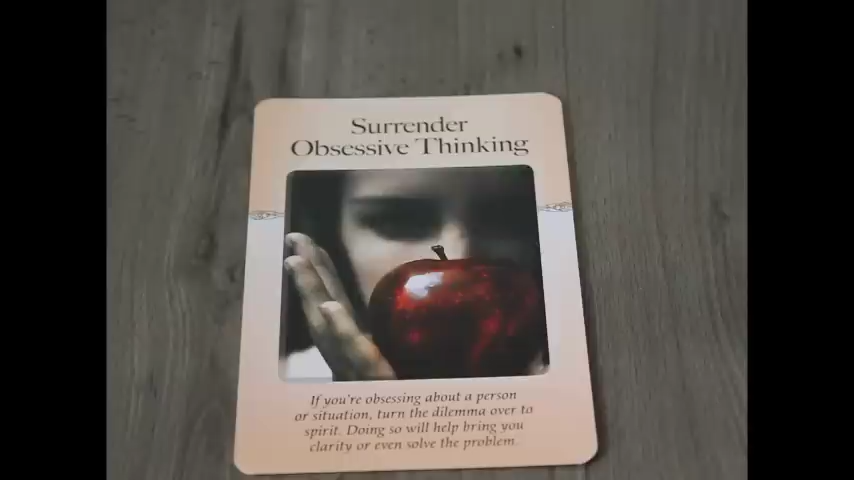 Surrender
Obsessive Thinking
If you're obsessing about a person
or situation, turn the dilemma over to
spirit. Doing so will help bring you
clarity or even solve the problem.